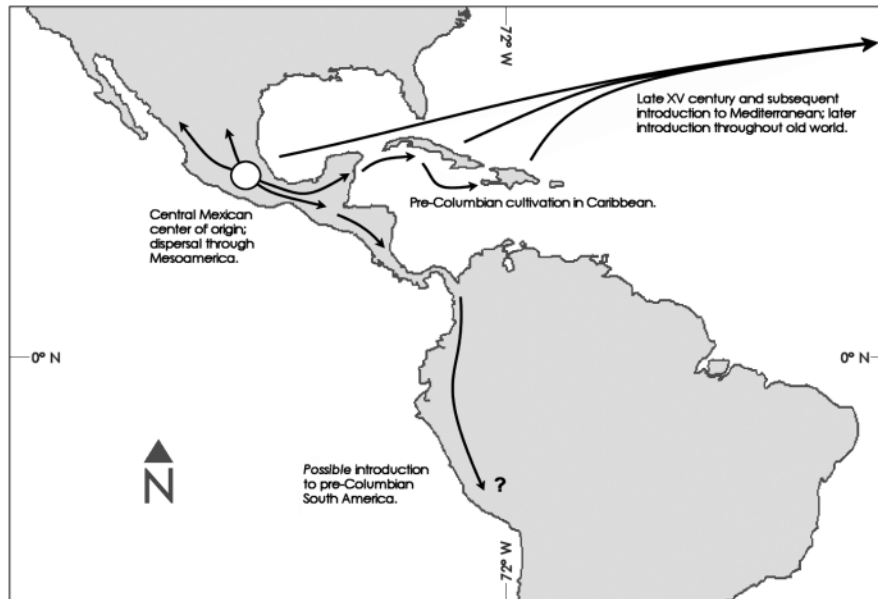 72° W
Late XV century and subsequent
introduction to Mediterranean; later
introduction throughout old world.
Pre-Columbian cultivation in Caribbean.
Central Mexican
center of origin;
dispersal through
Mesoamerica.
0° N
0° N
Possible introduction
to pre-Columbian
South America.
?
N
72° W